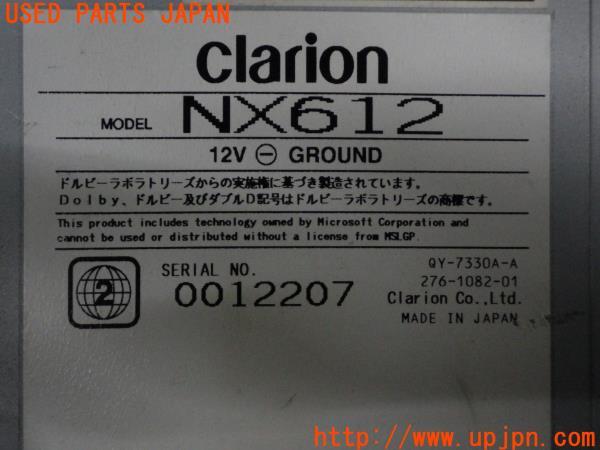 USED PARTS JAPAN
clarion
MODEL NX612
12V ⊖ GROUND
ドルビーラボラトリーズからの実施権に基づき製造されています。
Dolby、ドルビー及びダブルD記号はドルビーラボラトリーズの商標です。
This product includes technology owned by Microsoft Corporation and
cannot be used or distributed without a license from MSLGP.
2
SERIAL NO.
0012207
QY-7330A-A
276-1082-01
Clarion Co.,Ltd.
MADE IN JAPAN
http://www.upjpn.com/